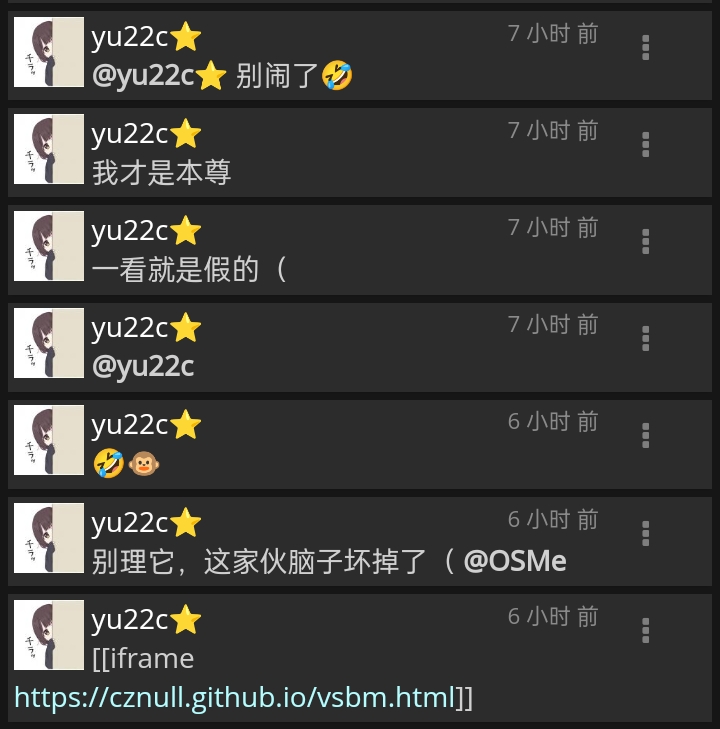 yu22c⭐ 7 小时 前
@yu22c⭐ 别闹了🤣
yu22c⭐ 7 小时 前
我才是本尊
yu22c⭐ 7 小时 前
一看就是假的（
yu22c⭐ 7 小时 前
@yu22c
yu22c⭐ 6 小时 前
🤣🐵
yu22c⭐ 6 小时 前
别理它，这家伙脑子坏掉了（ @OSMe
yu22c⭐ 6 小时 前
[[iframe
https://cznull.github.io/vsbm.html]]